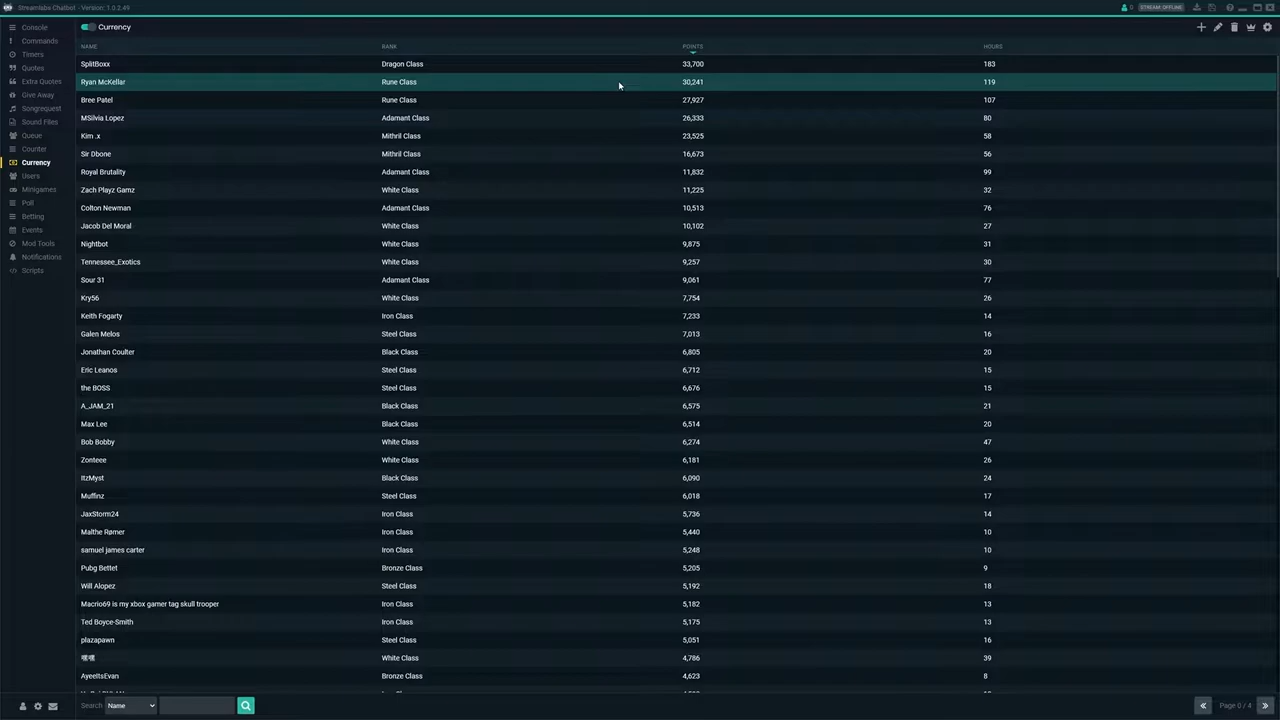 Streamlabs Chatbot - Version: 1.0.2.49
0 STREAM OFFLINE
Console
Commands
Timers
Quotes
Extra Quotes
Give Away
Songrequest
Sound Files
Queue
Counter
Currency
Users
Minigames
Poll
Betting
Events
Mod Tools
Notifications
Scripts
Currency
NAME RANK POINTS HOURS
SplitBoxx Dragon Class 33,700 183
Ryan McKellar Rune Class 30,241 119
Bree Patel Rune Class 27,927 107
MSilvia Lopez Adamant Class 26,333 80
Kim .x Mithril Class 23,525 58
Sir Dbone Mithril Class 16,673 56
Royal Brutality Adamant Class 11,832 99
Zach Playz Gamz White Class 11,225 32
Colton Newman Adamant Class 10,513 76
Jacob Del Moral White Class 10,102 27
Nightbot White Class 9,875 31
Tennessee_Exotics White Class 9,257 30
Sour 31 Adamant Class 9,061 77
Kry56 White Class 7,754 26
Keith Fogarty Iron Class 7,233 14
Galen Melos Steel Class 7,013 16
Jonathan Coulter Black Class 6,805 20
Eric Leanos Steel Class 6,712 15
the BOSS Steel Class 6,676 15
A_JAM_21 Black Class 6,575 21
Max Lee Black Class 6,514 20
Bob Bobby White Class 6,274 47
Zonteee White Class 6,181 26
ItzMyst Black Class 6,090 24
Muffinz Steel Class 6,018 17
JaxStorm24 Iron Class 5,736 14
Malthe Rømer Iron Class 5,440 10
samuel james carter Iron Class 5,248 10
Pubg Bettet Bronze Class 5,205 9
Will Alopez Steel Class 5,192 18
Macrio69 is my xbox gamer tag skull trooper Iron Class 5,182 13
Ted Boyce-Smith Iron Class 5,175 13
plazapawn Steel Class 5,051 16
White Class 4,786 39
AyeeItsEvan Bronze Class 4,623 8
Search Name Page 0 / 4